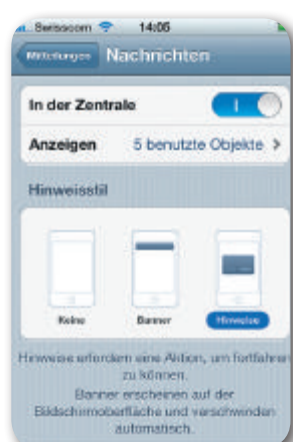 Swisscom 14:05
Mitteilungen Nachrichten
In der Zentrale
Anzeigen 5 benutzte Objekte >
Hinweisstil
Keine Banner Hinweise
Hinweise erfordern eine Aktion, um fortfahren
zu können.
Banner erscheinen auf der
Bildschirmoberfläche und verschwinden
automatisch.